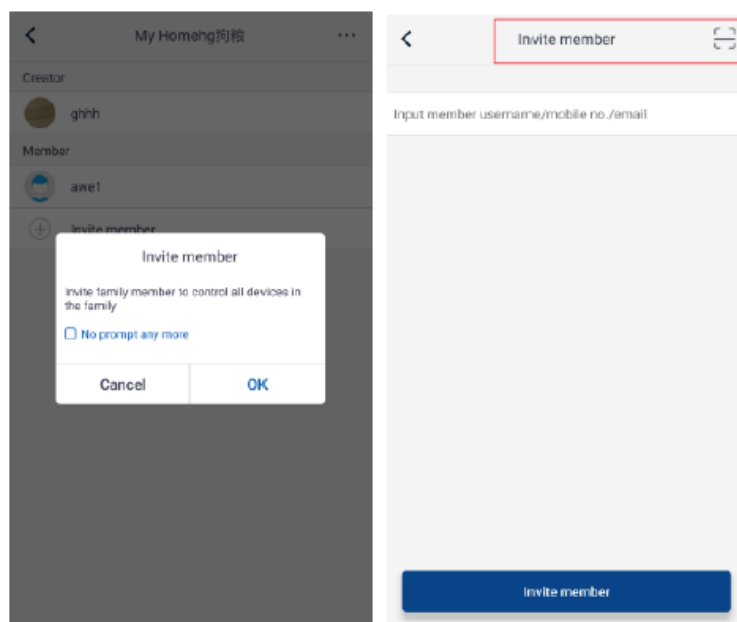 My Homehg狗粮
Creator
ghhh
Member
awe1
Invite member
Invite member
Invite family member to control all devices in
the family
No prompt any more
Cancel
OK
Invite member
Input member username/mobile no./email
Invite member